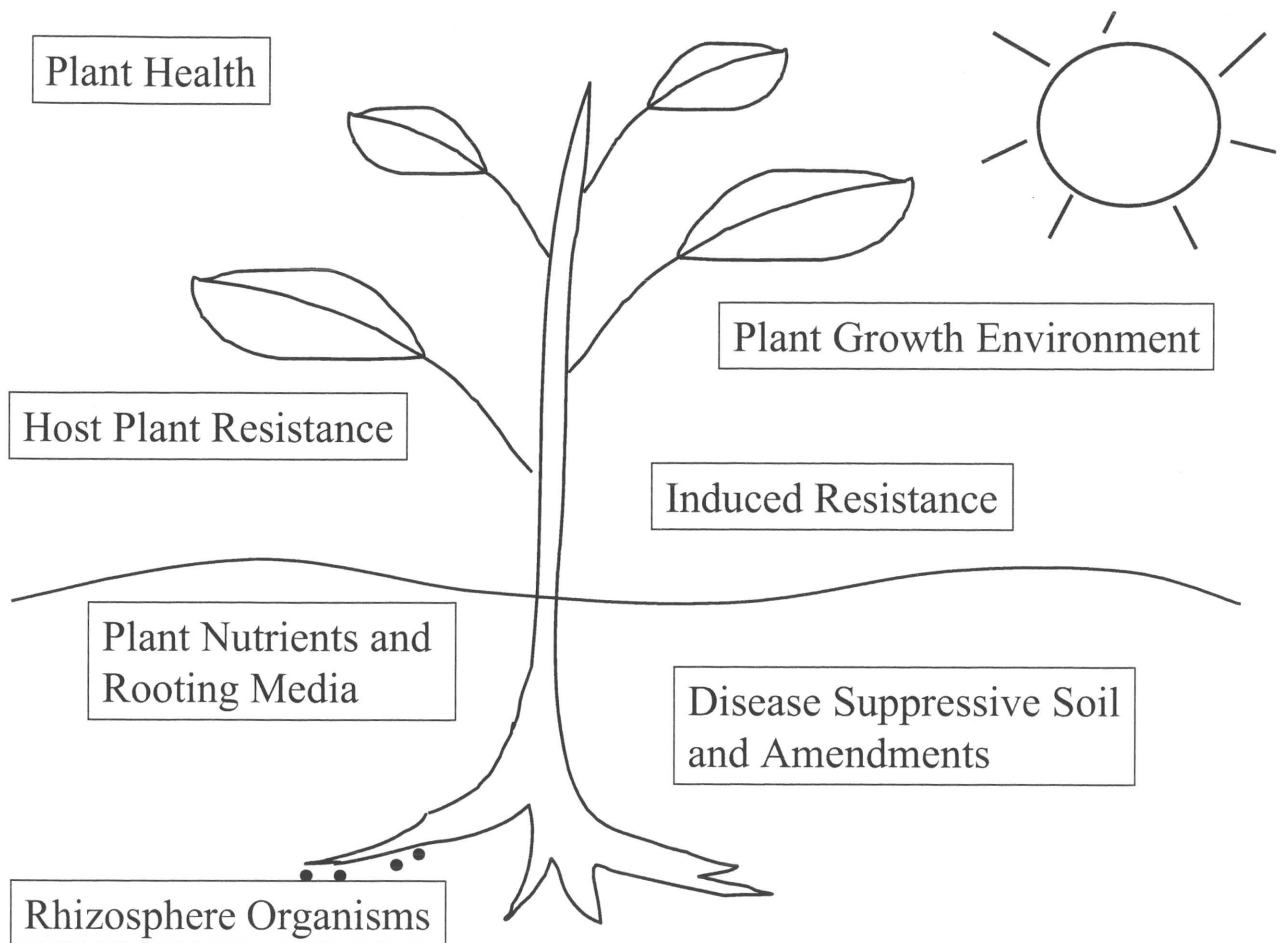 Plant Health
Plant Growth Environment
Host Plant Resistance
Induced Resistance
Plant Nutrients and
Rooting Media
Disease Suppressive Soil
and Amendments
Rhizosphere Organisms